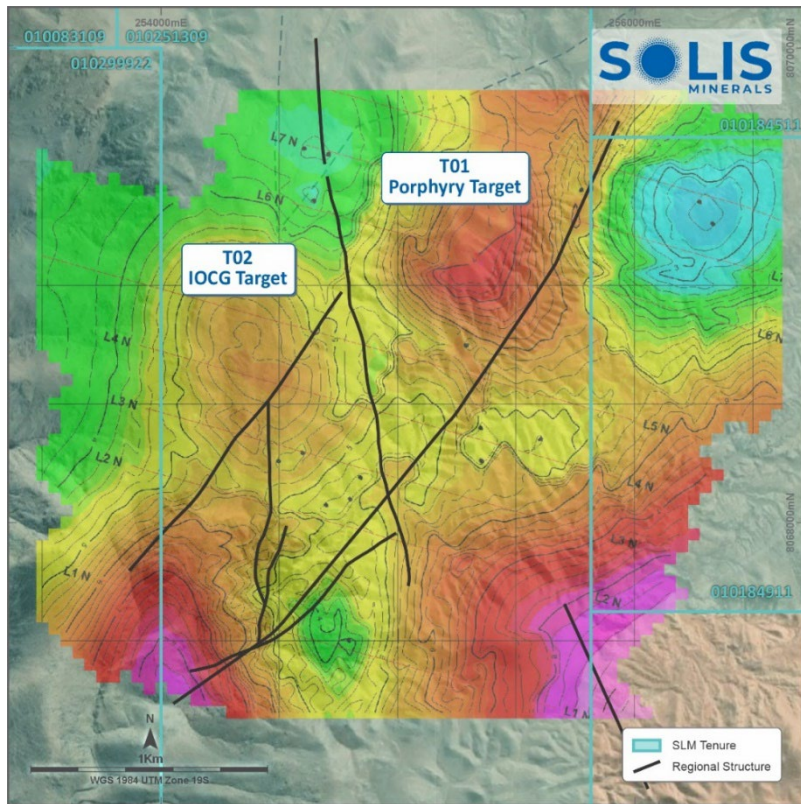 254000mE
256000mE
010083109
010251309
010299922
SOLIS
MINERALS
8070000mN
010184511
L7 N
T01
Porphyry Target
L6 N
T02
IOCG Target
L4 N
L6 N
L3 N
L5 N
L2 N
L4 N
8068000mN
L3 N
L1 N
L2 N
010184911
L1 N
N
1Km
WGS 1984 UTM Zone 19S
SLM Tenure
Regional Structure